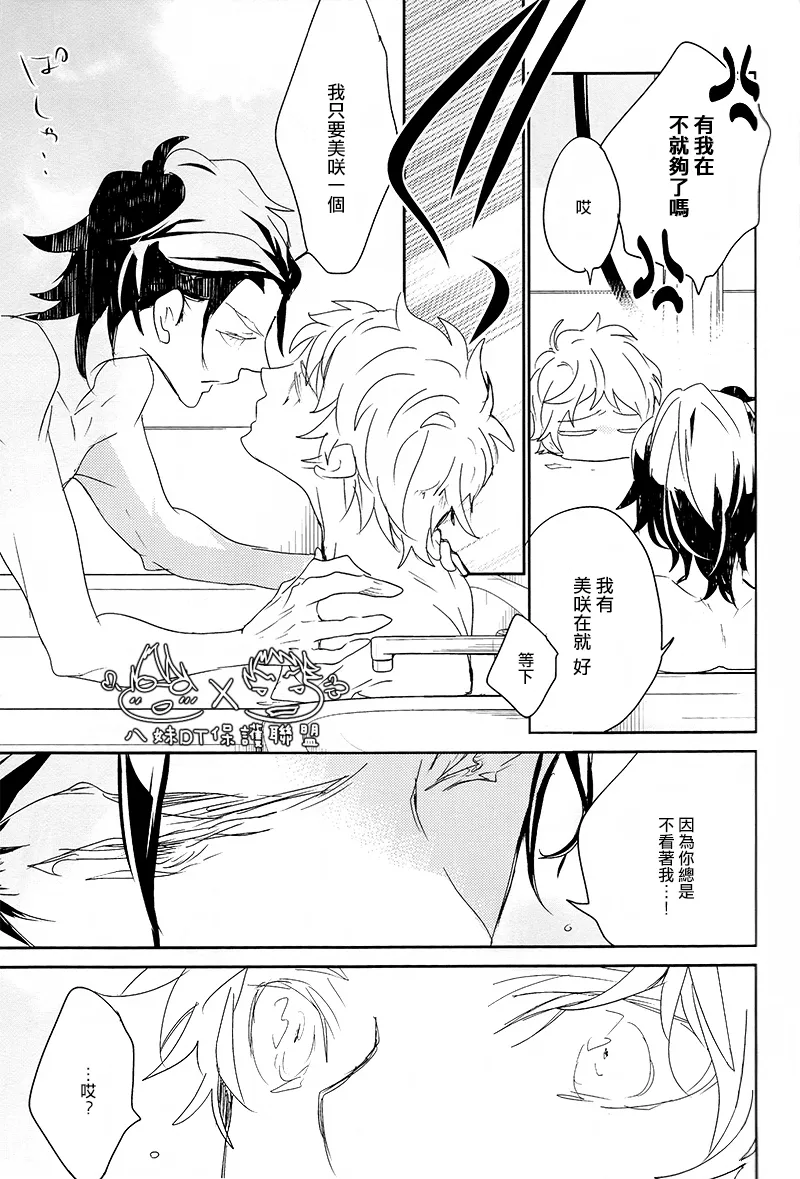 有我在
不就夠了嗎
哎
我有
美咲在就好
等下
我只要美咲一個
ぱしゃ…
八妹DT保護聯盟
因為你總是
不看著我…!
…哎?